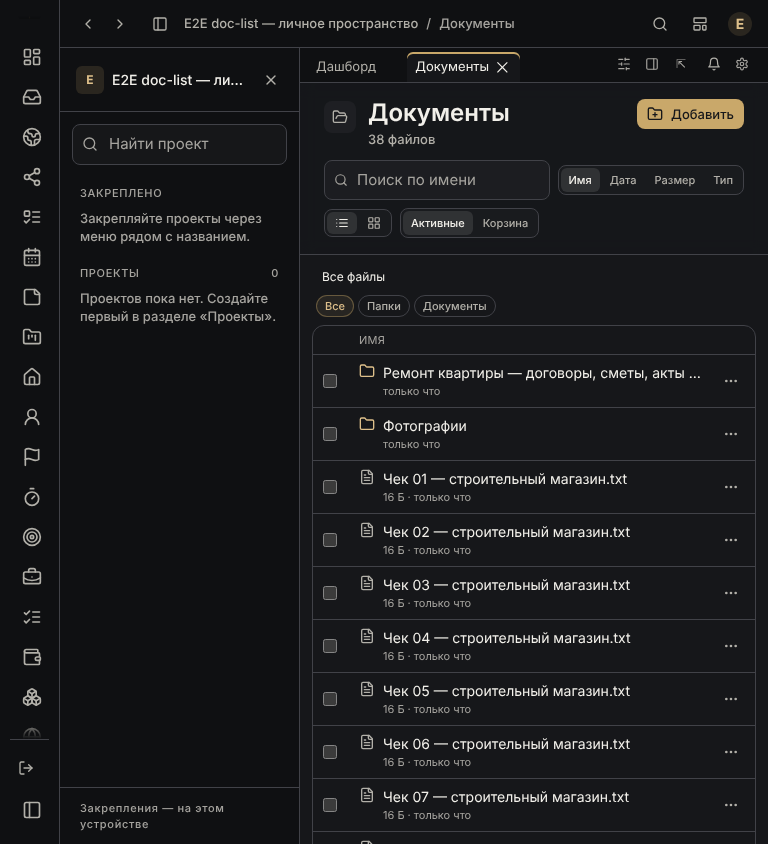 E2E doc-list — личное пространство / Документы
E
E
E2E doc-list — ли...
Найти проект
ЗАКРЕПЛЕНО
Закрепляйте проекты через
меню рядом с названием.
ПРОЕКТЫ 0
Проектов пока нет. Создайте
первый в разделе «Проекты».
Закрепления — на этом
устройстве
Дашборд
Документы
Документы
38 файлов
Добавить
Поиск по имени
Имя Дата Размер Тип
Активные Корзина
Все файлы
Все Папки Документы
ИМЯ
Ремонт квартиры — договоры, сметы, акты ...
только что
Фотографии
только что
Чек 01 — строительный магазин.txt
16 Б · только что
Чек 02 — строительный магазин.txt
16 Б · только что
Чек 03 — строительный магазин.txt
16 Б · только что
Чек 04 — строительный магазин.txt
16 Б · только что
Чек 05 — строительный магазин.txt
16 Б · только что
Чек 06 — строительный магазин.txt
16 Б · только что
Чек 07 — строительный магазин.txt
16 Б · только что